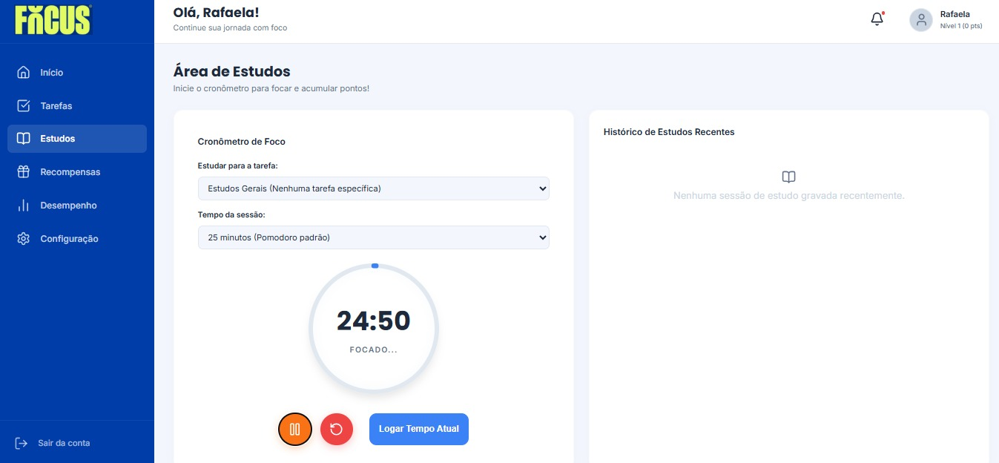 FOCUS
Início
Tarefas
Estudos
Recompensas
Desempenho
Configuração
Sair da conta
Olá, Rafaela!
Continue sua jornada com foco
Rafaela
Nível 1 (0 pts)
Área de Estudos
Inicie o cronômetro para focar e acumular pontos!
Cronômetro de Foco
Estudar para a tarefa:
Estudos Gerais (Nenhuma tarefa específica)
Tempo da sessão:
25 minutos (Pomodoro padrão)
24:50
FOCADO...
Logar Tempo Atual
Histórico de Estudos Recentes
Nenhuma sessão de estudo gravada recentemente.